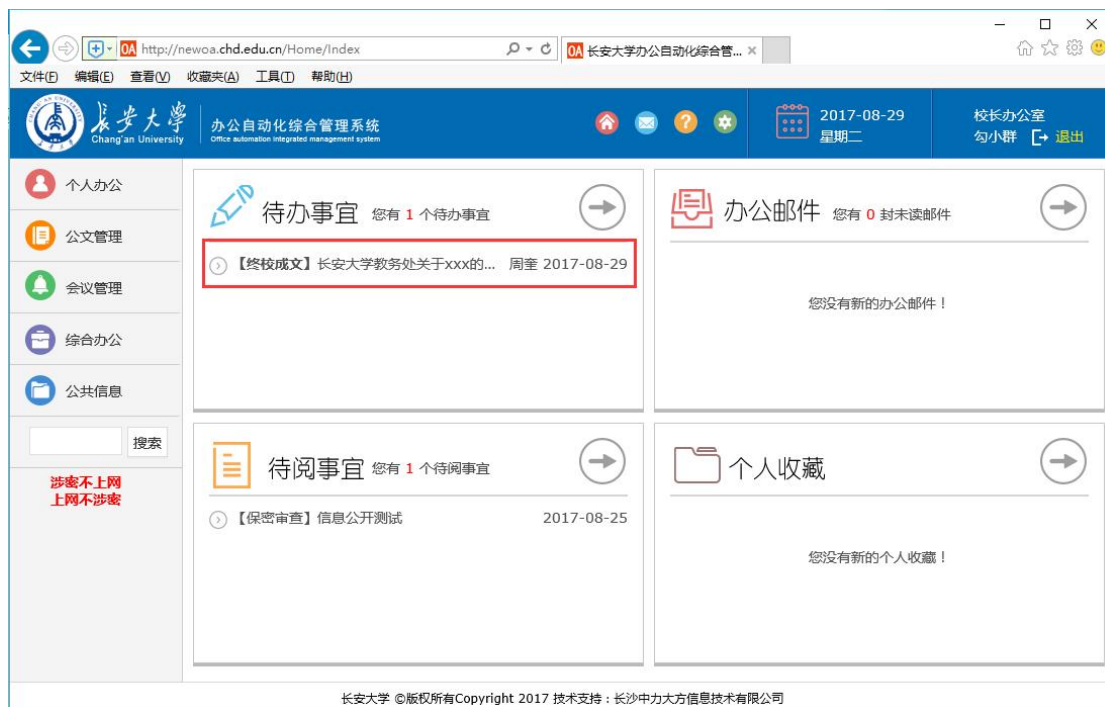 http://newoa.chd.edu.cn/Home/Index
OA 长安大学办公自动化综合管...
文件(F) 编辑(E) 查看(V) 收藏夹(A) 工具(T) 帮助(H)
长安大学
Chang'an University
办公自动化综合管理系统
Office automation integrated management system
2017-08-29
星期二
校长办公室
勾小群 退出
个人办公
公文管理
会议管理
综合办公
公共信息
搜索
涉密不上网
上网不涉密
待办事宜 您有 1 个待办事宜
【终校成文】长安大学教务处关于xxx的... 周奎 2017-08-29
办公邮件 您有 0 封未读邮件
您没有新的办公邮件！
待阅事宜 您有 1 个待阅事宜
【保密审查】信息公开测试 2017-08-25
个人收藏
您没有新的个人收藏！
长安大学 ©版权所有Copyright 2017 技术支持：长沙中力大方信息技术有限公司